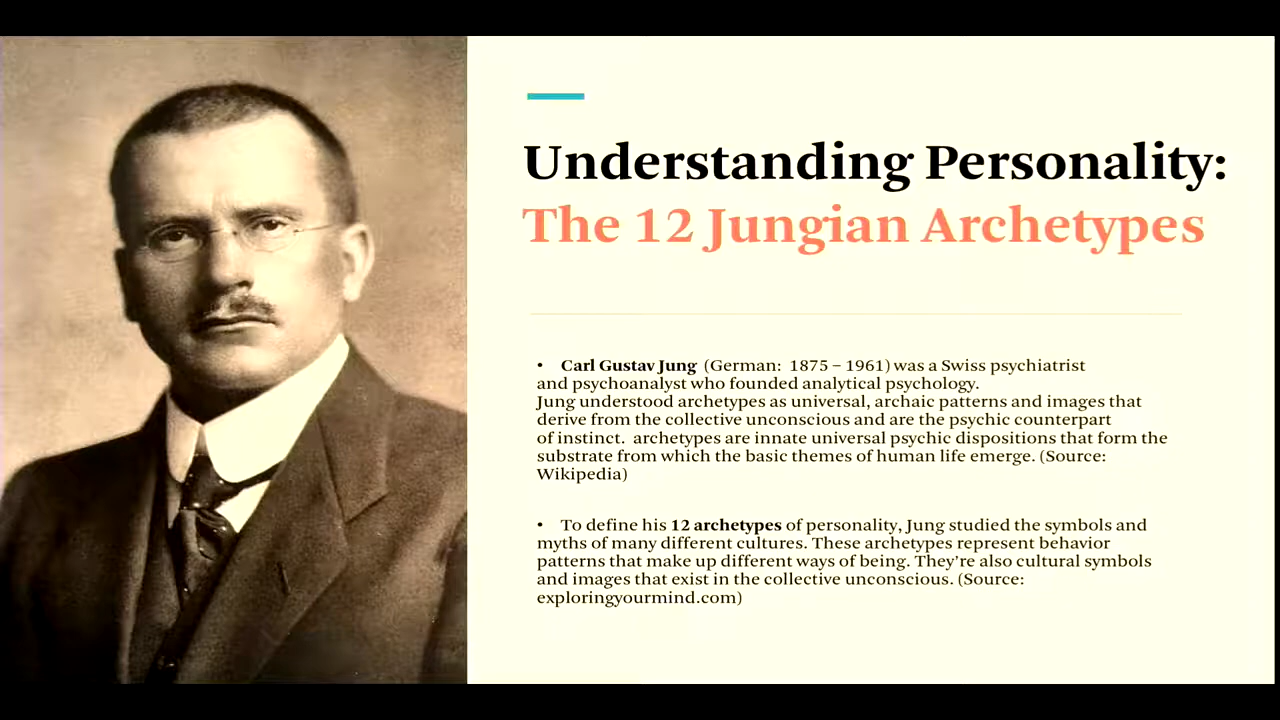 Understanding Personality:
The 12 Jungian Archetypes
• Carl Gustav Jung (German: 1875 – 1961) was a Swiss psychiatrist
and psychoanalyst who founded analytical psychology.
Jung understood archetypes as universal, archaic patterns and images that
derive from the collective unconscious and are the psychic counterpart
of instinct. archetypes are innate universal psychic dispositions that form the
substrate from which the basic themes of human life emerge. (Source:
Wikipedia)
• To define his 12 archetypes of personality, Jung studied the symbols and
myths of many different cultures. These archetypes represent behavior
patterns that make up different ways of being. They're also cultural symbols
and images that exist in the collective unconscious. (Source:
exploringyourmind.com)